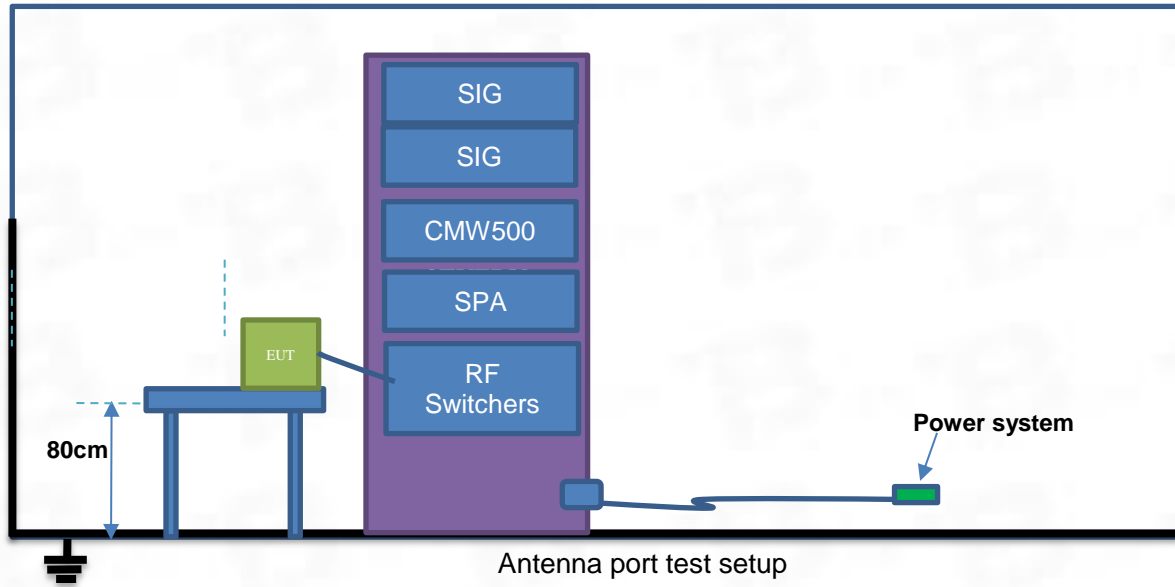 SIG
SIG
CMW500
SPA
EUT
RF
Switchers
80cm
Power system
Antenna port test setup